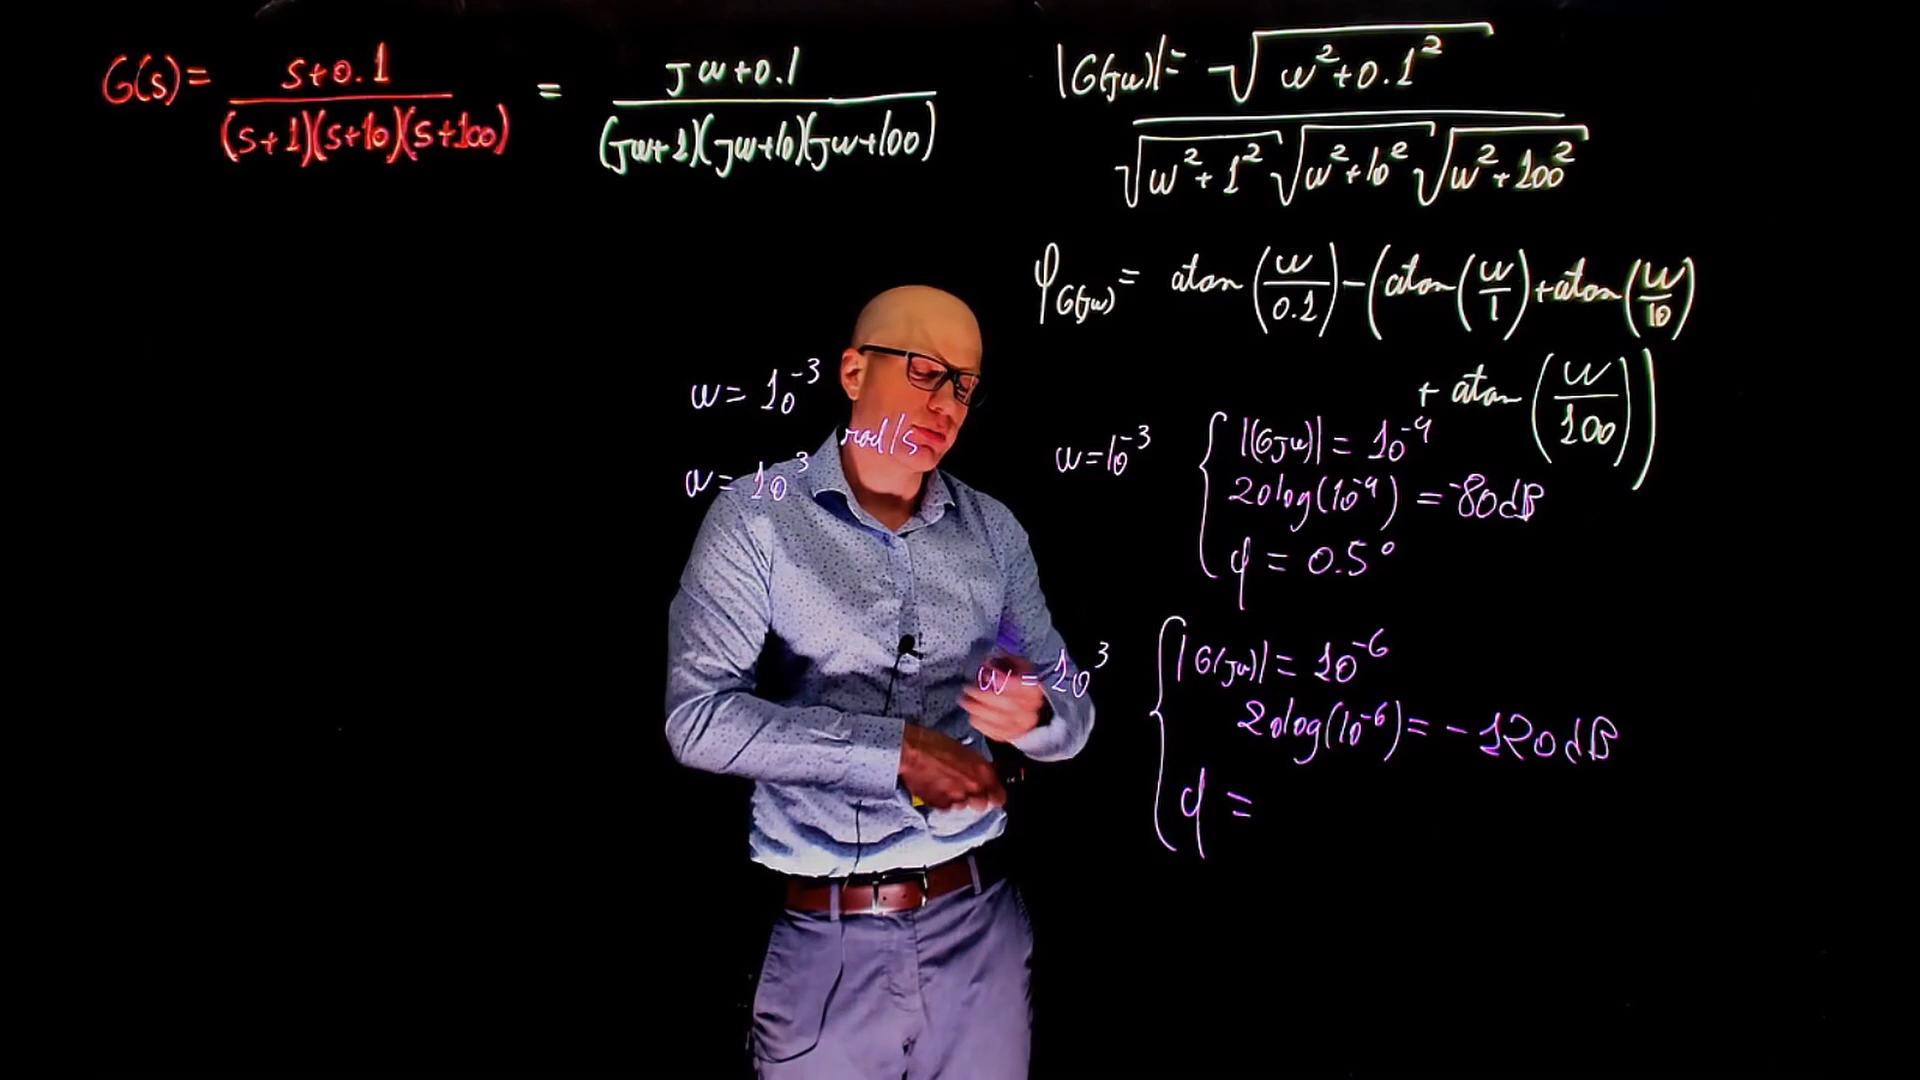 G(s) = s+0.1 / (s+1)(s+10)(s+100) = jω+0.1 / (jω+1)(jω+10)(jω+100)
|G(jω)| = √ω²+0.1² / √ω²+1² √ω²+10² √ω²+100²
φG(jω) = atan(ω/0.1) - (atan(ω/1) + atan(ω/10)
+ atan(ω/100))
ω = 10⁻³
rad/s
ω = 10³
ω = 10⁻³
|(Gjω)| = 10⁻⁴
20log(10⁻⁴) = -80dB
φ = 0.5°
ω = 10³
|G(jω)| = 10⁻⁶
20log(10⁻⁶) = -120dB
φ =